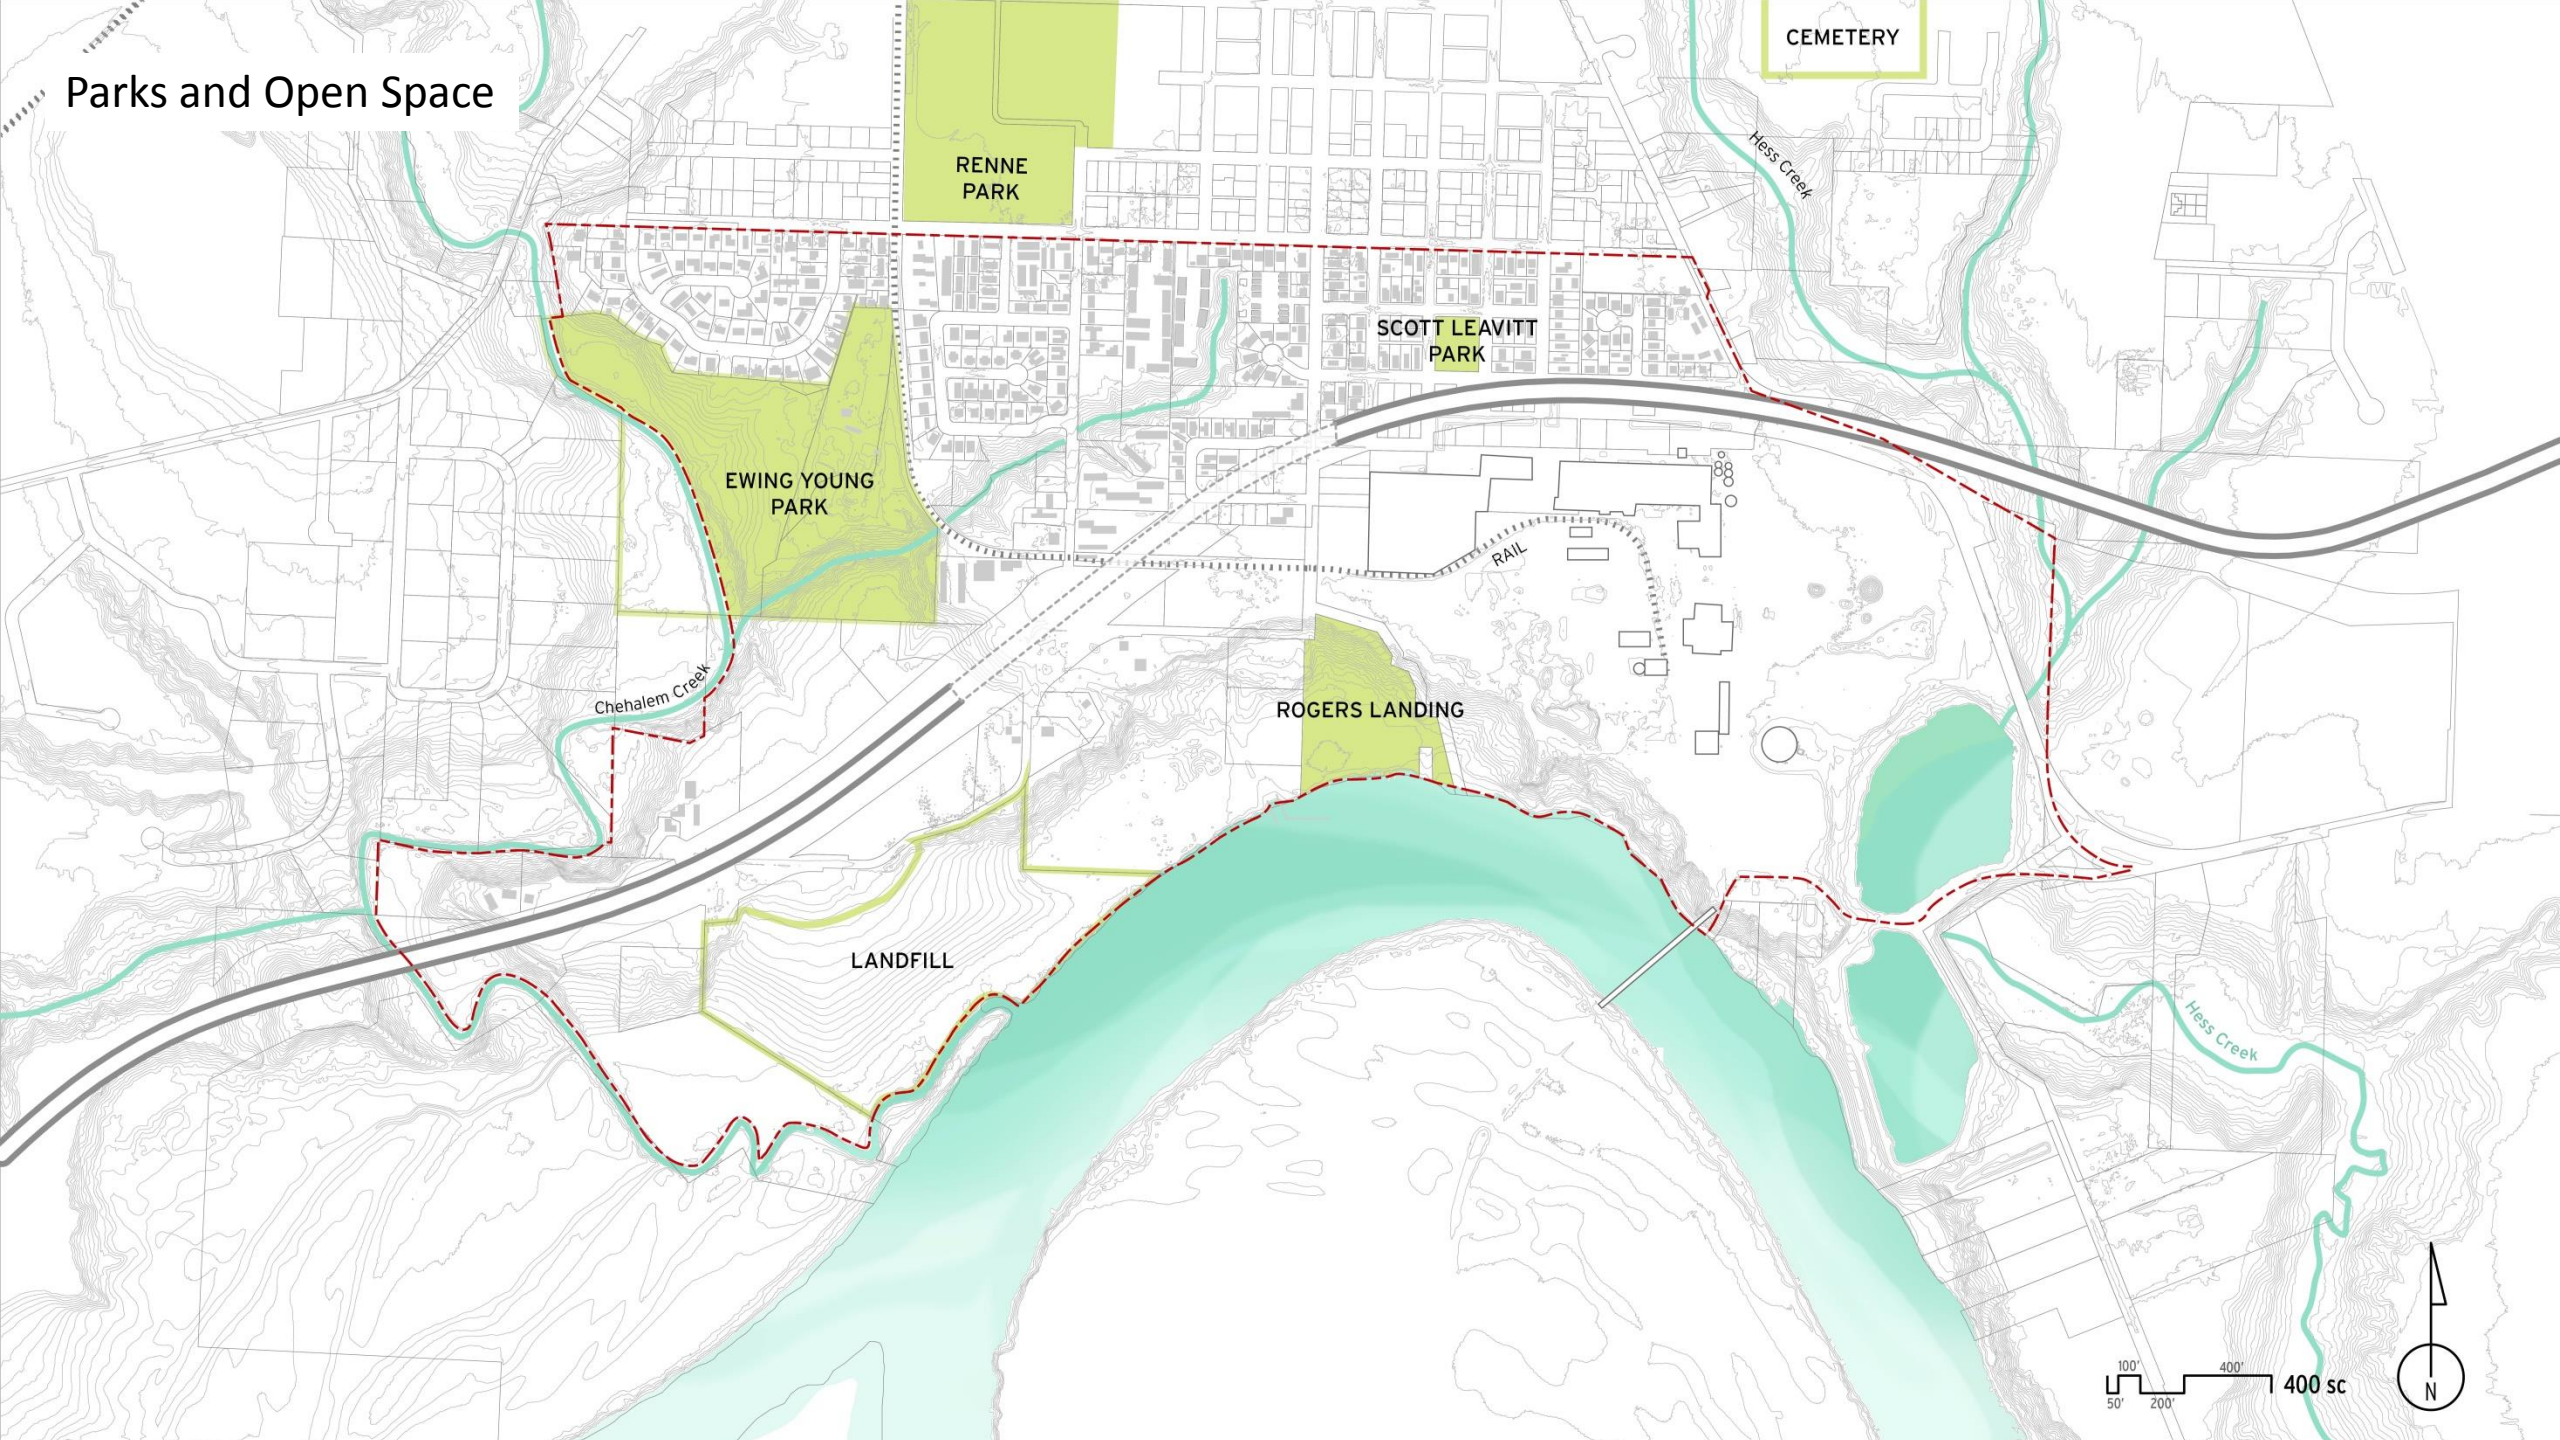 CEMETERY
Parks and Open Space
Hess Creek
RENNE
PARK
SCOTT LEAVITT
PARK
EWING YOUNG
PARK
RAIL
Chehalem Creek
ROGERS LANDING
LANDFILL
Hess Creek
100'
400'
400 sc
50'
200'
N